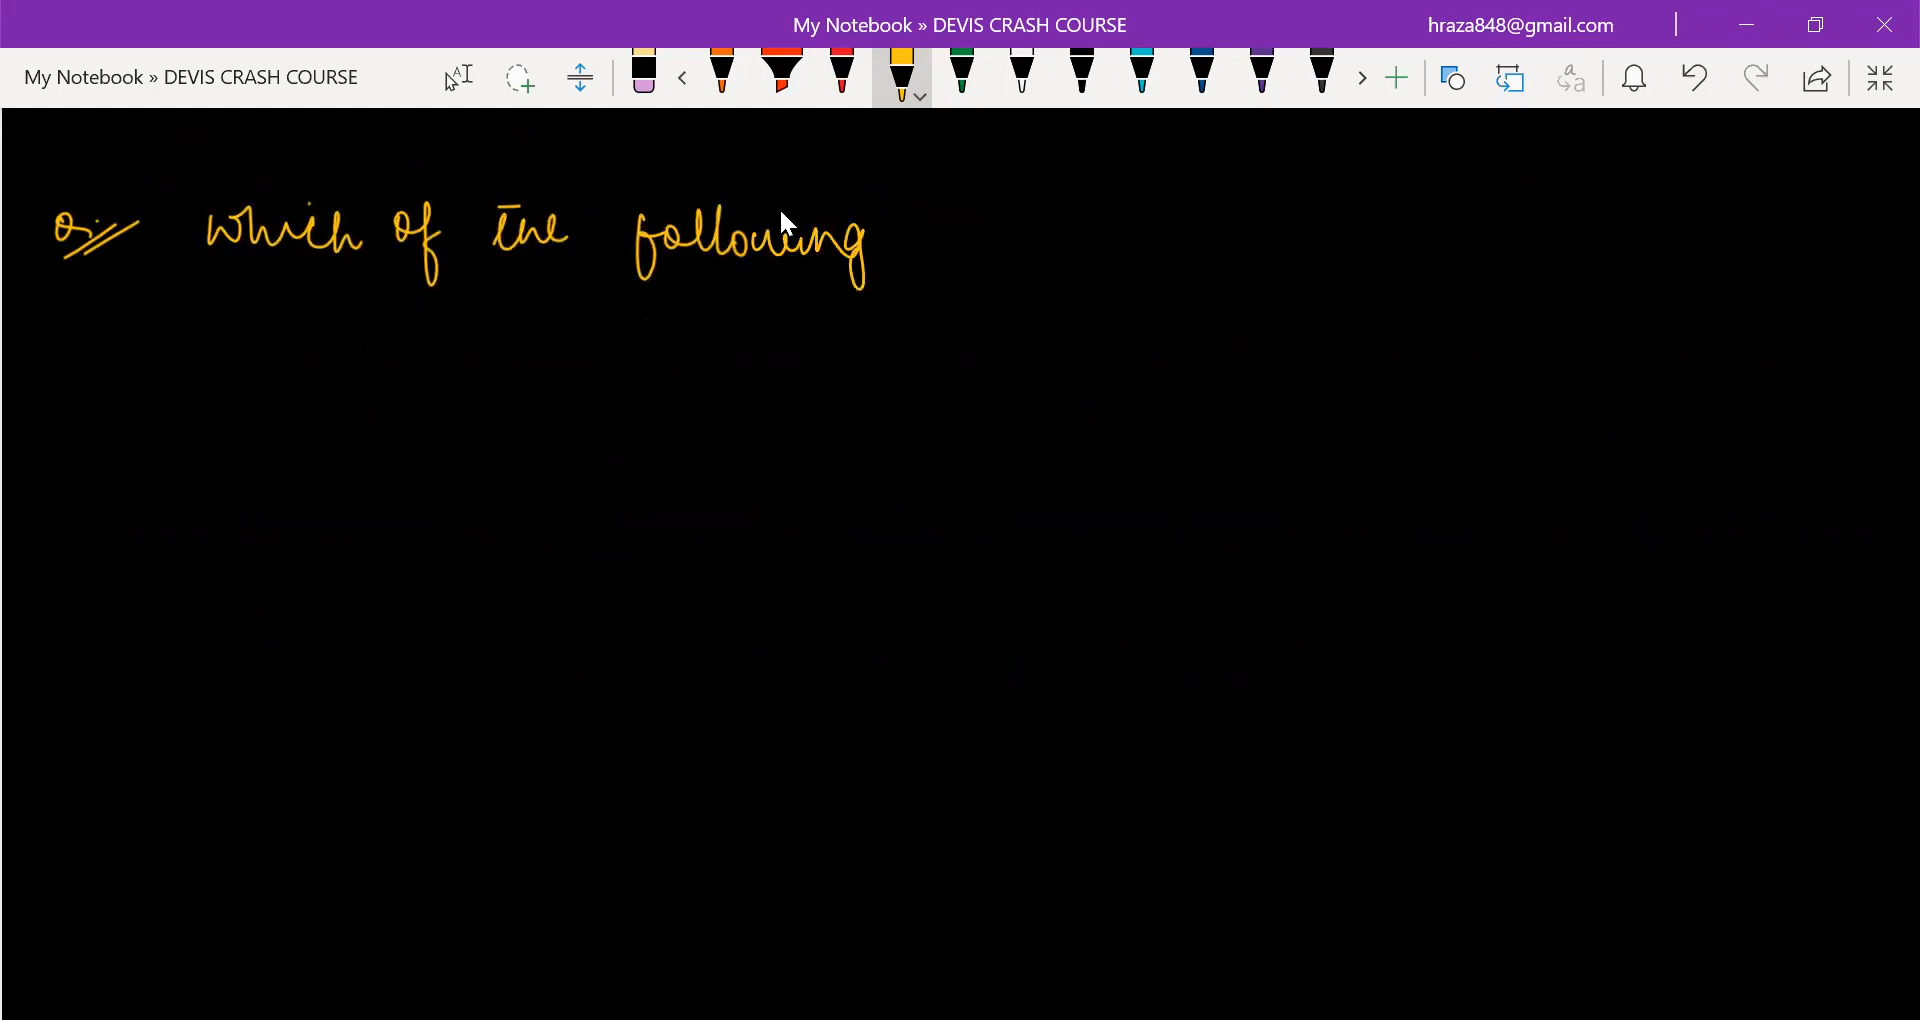 My Notebook » DEVIS CRASH COURSE hraza848@gmail.com
My Notebook » DEVIS CRASH COURSE
Q:- which of the following